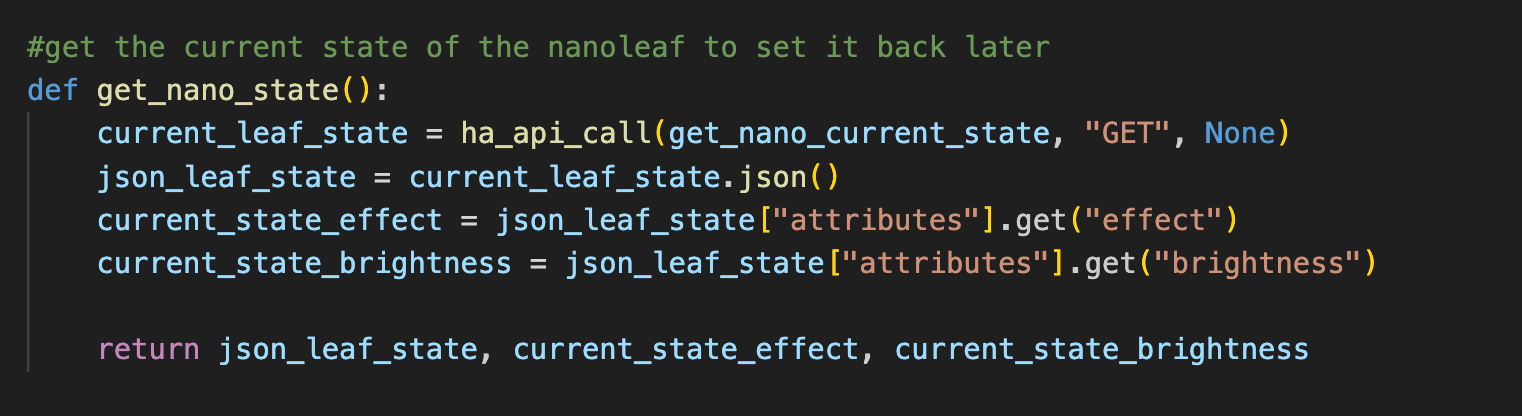 #get the current state of the nanoleaf to set it back later
def get_nano_state():
    current_leaf_state = ha_api_call(get_nano_current_state, "GET", None)
    json_leaf_state = current_leaf_state.json()
    current_state_effect = json_leaf_state["attributes"].get("effect")
    current_state_brightness = json_leaf_state["attributes"].get("brightness")
    return json_leaf_state, current_state_effect, current_state_brightness